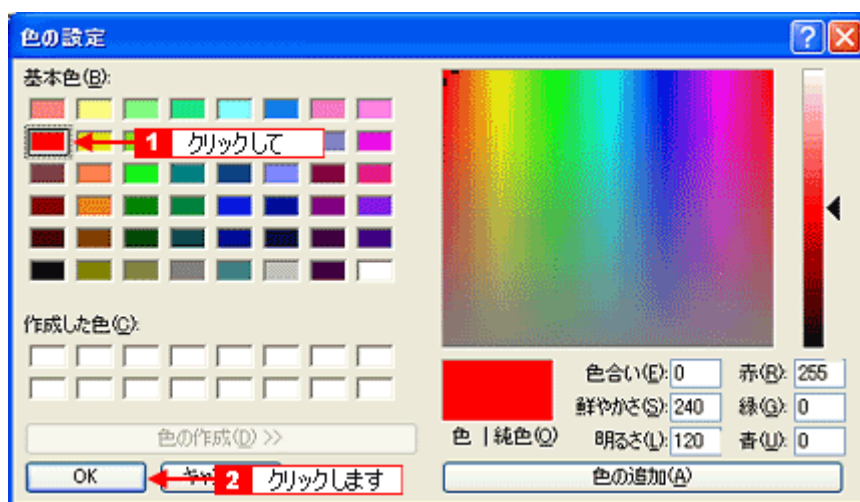 色の設定
基本色(B):
1 クリックして
作成した色(C):
色の作成(D) >>
OK
2 クリックします
色 | 純色(O)
色合い(E): 0
鮮やかさ(S): 240
明るさ(L): 120
赤(R): 255
緑(G): 0
青(U): 0
色の追加(A)